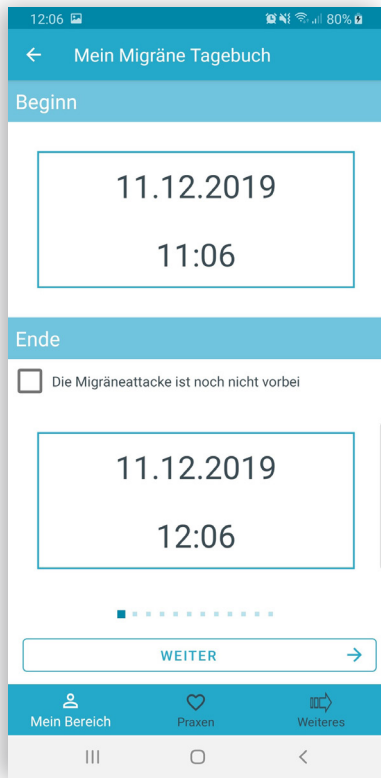 12:06 80%
Mein Migräne Tagebuch
Beginn
11.12.2019
11:06
Ende
Die Migräneattacke ist noch nicht vorbei
11.12.2019
12:06
WEITER
Mein Bereich Praxen Weiteres